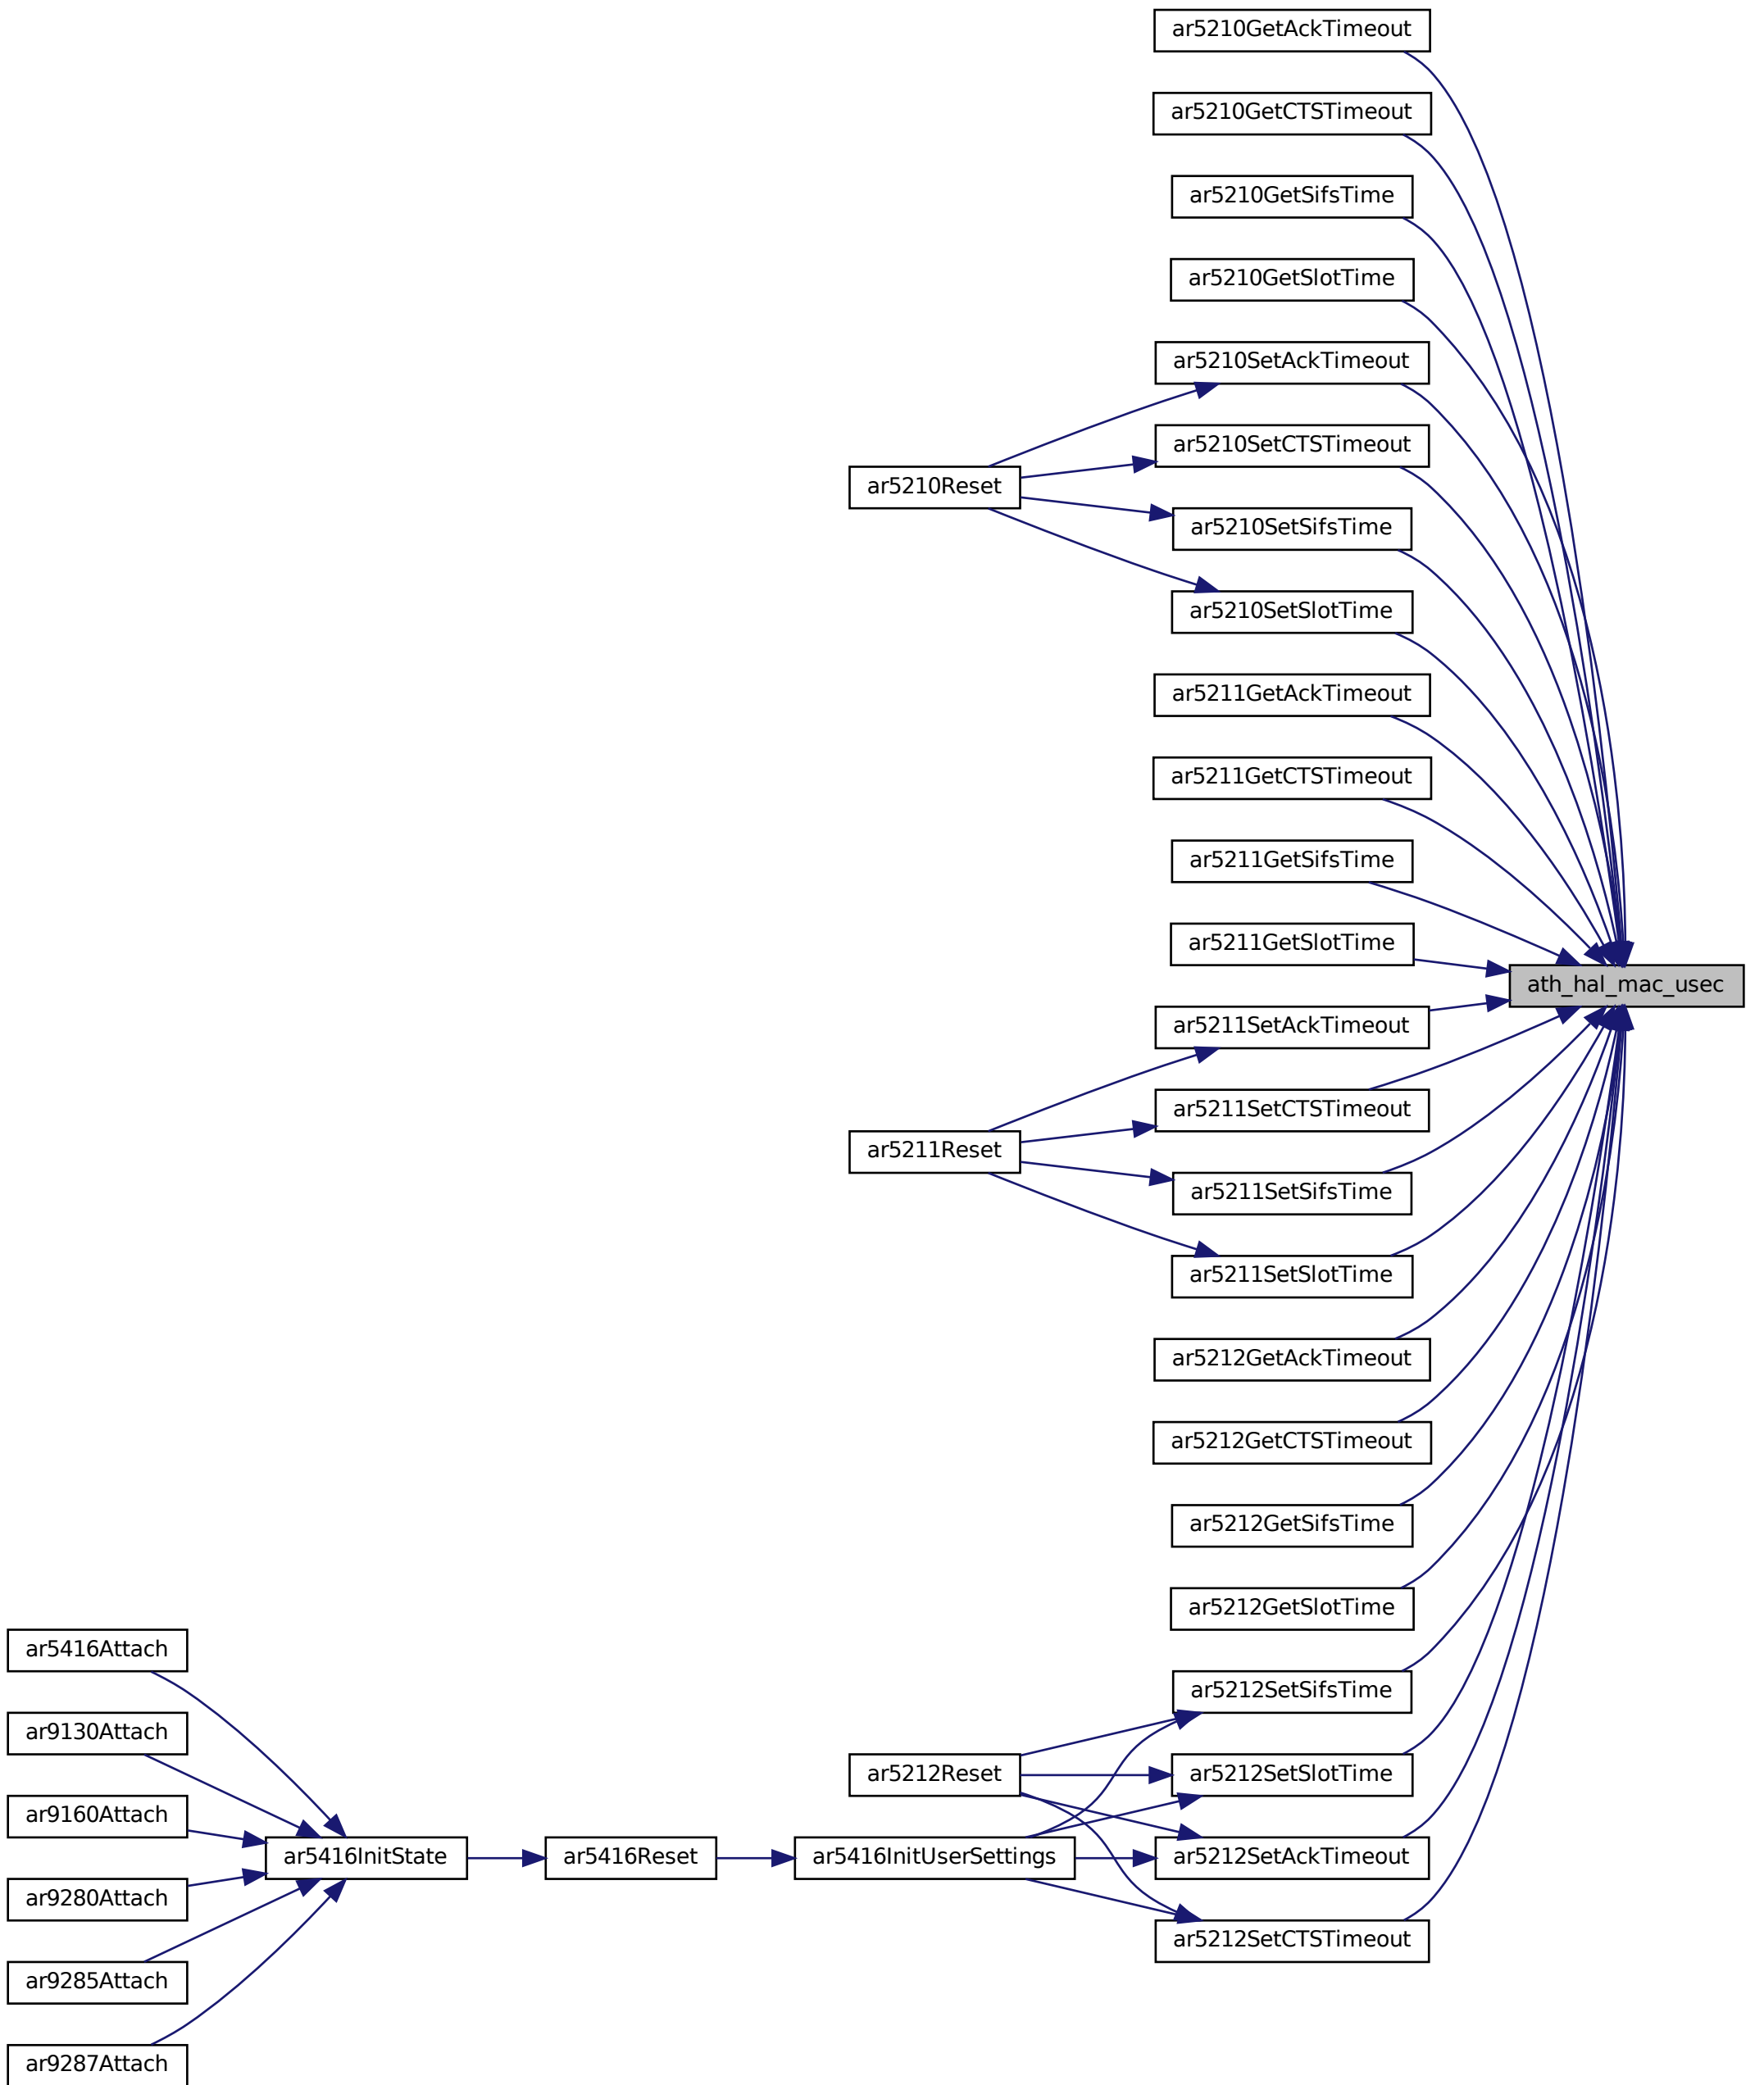 ar5210GetAckTimeout
ar5210GetCTSTimeout
ar5210GetSifsTime
ar5210GetSlotTime
ar5210SetAckTimeout
ar5210SetCTSTimeout
ar5210Reset
ar5210SetSifsTime
ar5210SetSlotTime
ar5211GetAckTimeout
ar5211GetCTSTimeout
ar5211GetSifsTime
ar5211GetSlotTime
ath_hal_mac_usec
ar5211SetAckTimeout
ar5211SetCTSTimeout
ar5211Reset
ar5211SetSifsTime
ar5211SetSlotTime
ar5212GetAckTimeout
ar5212GetCTSTimeout
ar5212GetSifsTime
ar5212GetSlotTime
ar5416Attach
ar5212SetSifsTime
ar9130Attach
ar5212Reset
ar5212SetSlotTime
ar9160Attach
ar5416InitState
ar5416Reset
ar5416InitUserSettings
ar5212SetAckTimeout
ar9280Attach
ar5212SetCTSTimeout
ar9285Attach
ar9287Attach